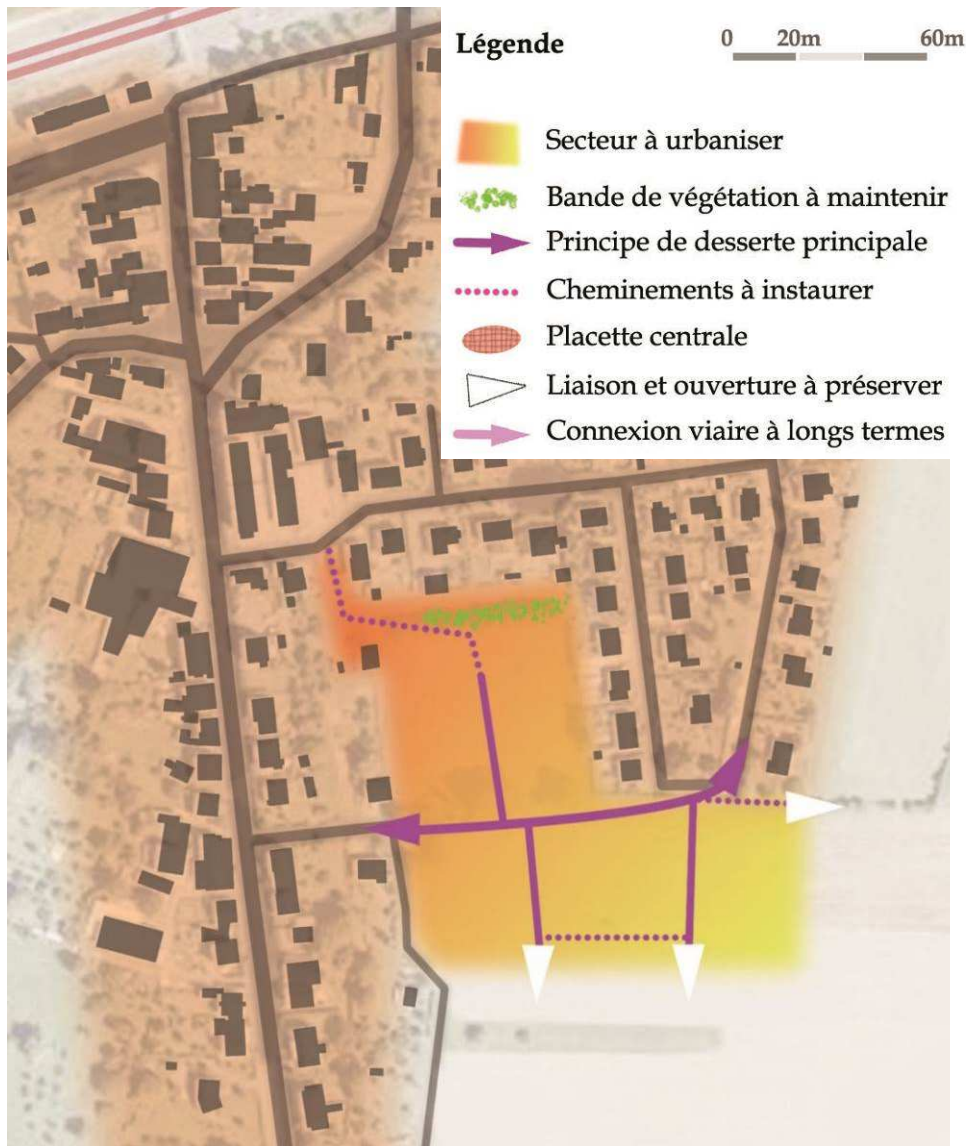 Légende
0 20m 60m
Secteur à urbaniser
Bande de végétation à maintenir
Principe de desserte principale
Cheminements à instaurer
Placette centrale
Liaison et ouverture à préserver
Connexion viaire à longs termes